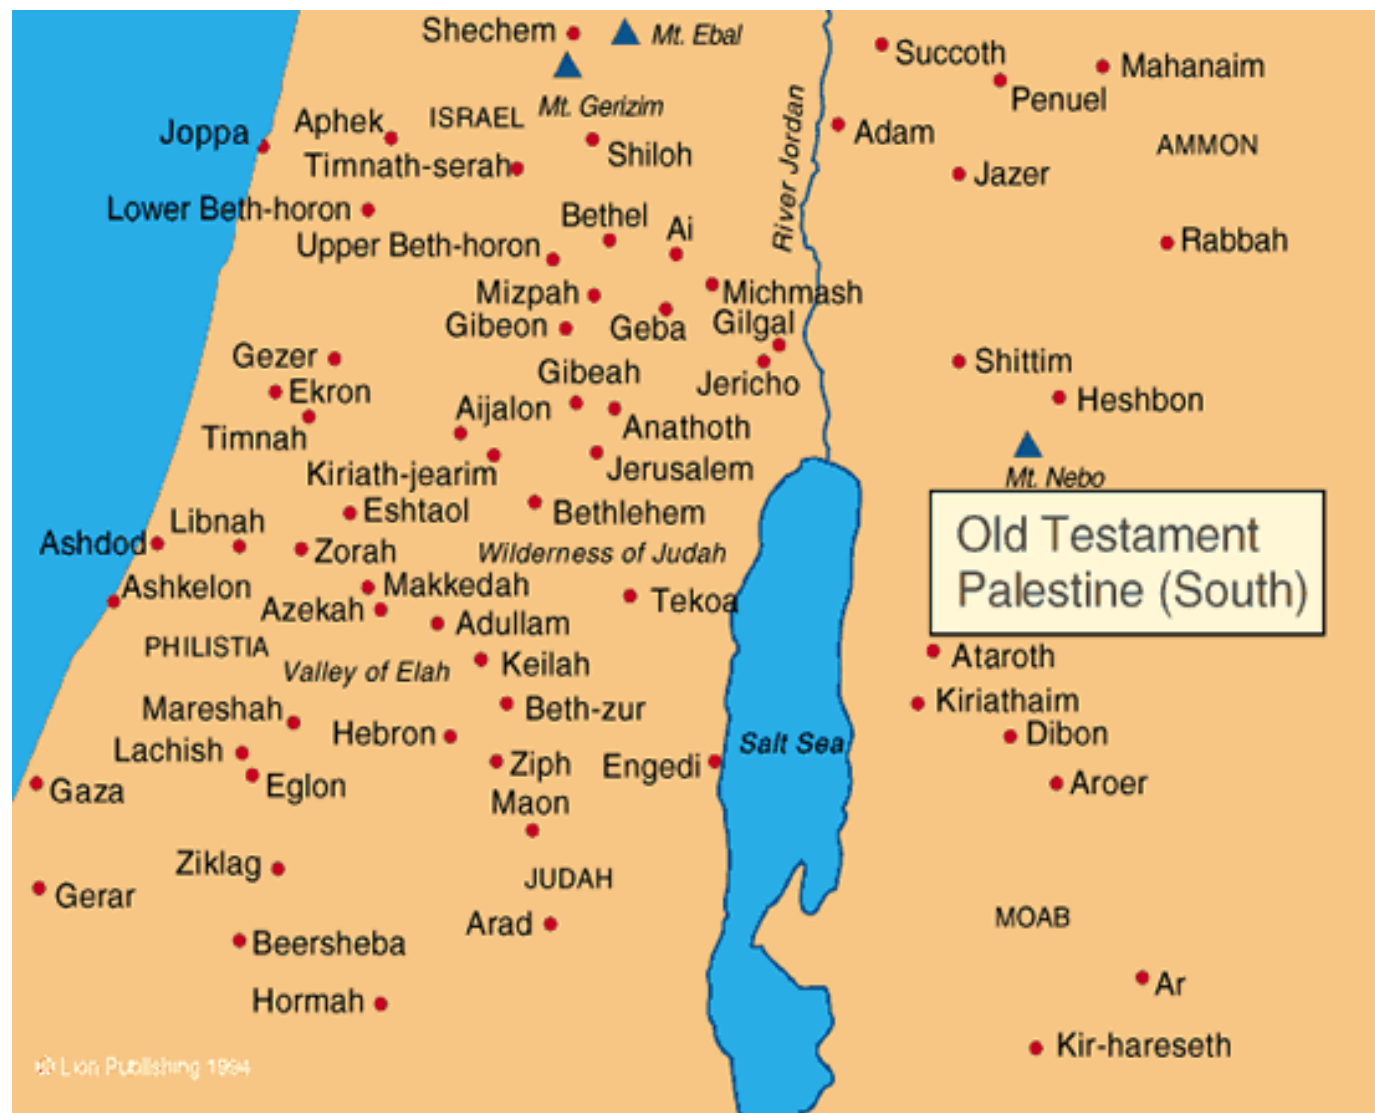 Shechem
Mt. Ebal
Succoth
Mahanaim
Penuel
Mt. Gerizim
ISRAEL
Aphek
Joppa
River Jordan
Adam
AMMON
Shiloh
Timnath-serah
Jazer
Lower Beth-horon
Bethel
Ai
Upper Beth-horon
Rabbah
Mizpah
Michmash
Gibeon
Geba
Gilgal
Gezer
Shittim
Gibeah
Jericho
Ekron
Heshbon
Aijalon
Anathoth
Timnah
Kiriath-jearim
Jerusalem
Mt. Nebo
Eshtaol
Bethlehem
Libnah
Ashdod
Zorah
Wilderness of Judah
Old Testament
Palestine (South)
Ashkelon
Makkedah
Azekah
Tekoa
Adullam
PHILISTIA
Valley of Elah
Keilah
Ataroth
Mareshah
Beth-zur
Kiriathaim
Hebron
Dibon
Lachish
Salt Sea
Ziph
Engedi
Eglon
Aroer
Gaza
Maon
Ziklag
JUDAH
Gerar
Arad
MOAB
Beersheba
Ar
Hormah
Kir-hareseth
© Lion Publishing 1994